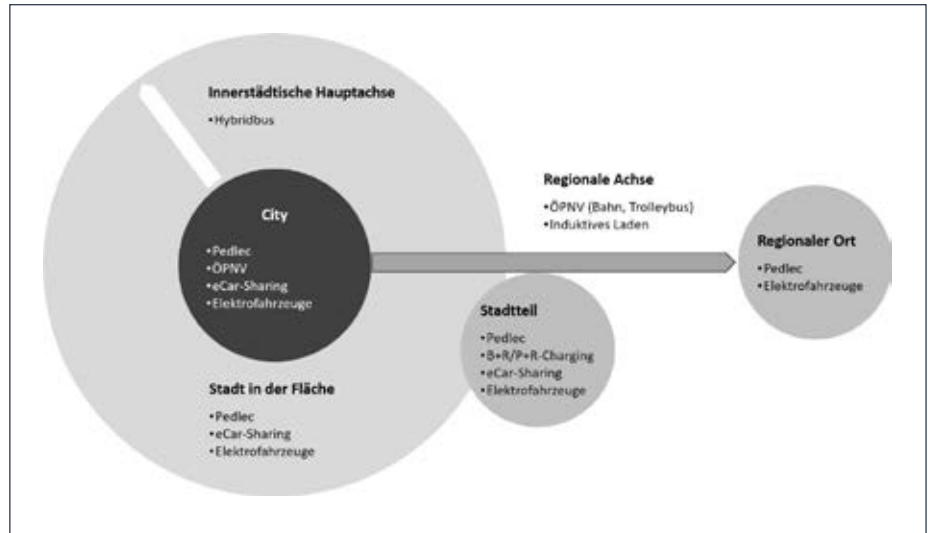 Innerstädtische Hauptachse
•Hybridbus
City
•Pedlec
•ÖPNV
•eCar-Sharing
•Elektrofahrzeuge
Regionale Achse
•ÖPNV (Bahn, Trolleybus)
•Induktives Laden
Regionaler Ort
•Pedlec
•Elektrofahrzeuge
Stadtteil
•Pedlec
•B+R/P+R-Charging
•eCar-Sharing
•Elektrofahrzeuge
Stadt in der Fläche
•Pedlec
•eCar-Sharing
•Elektrofahrzeuge